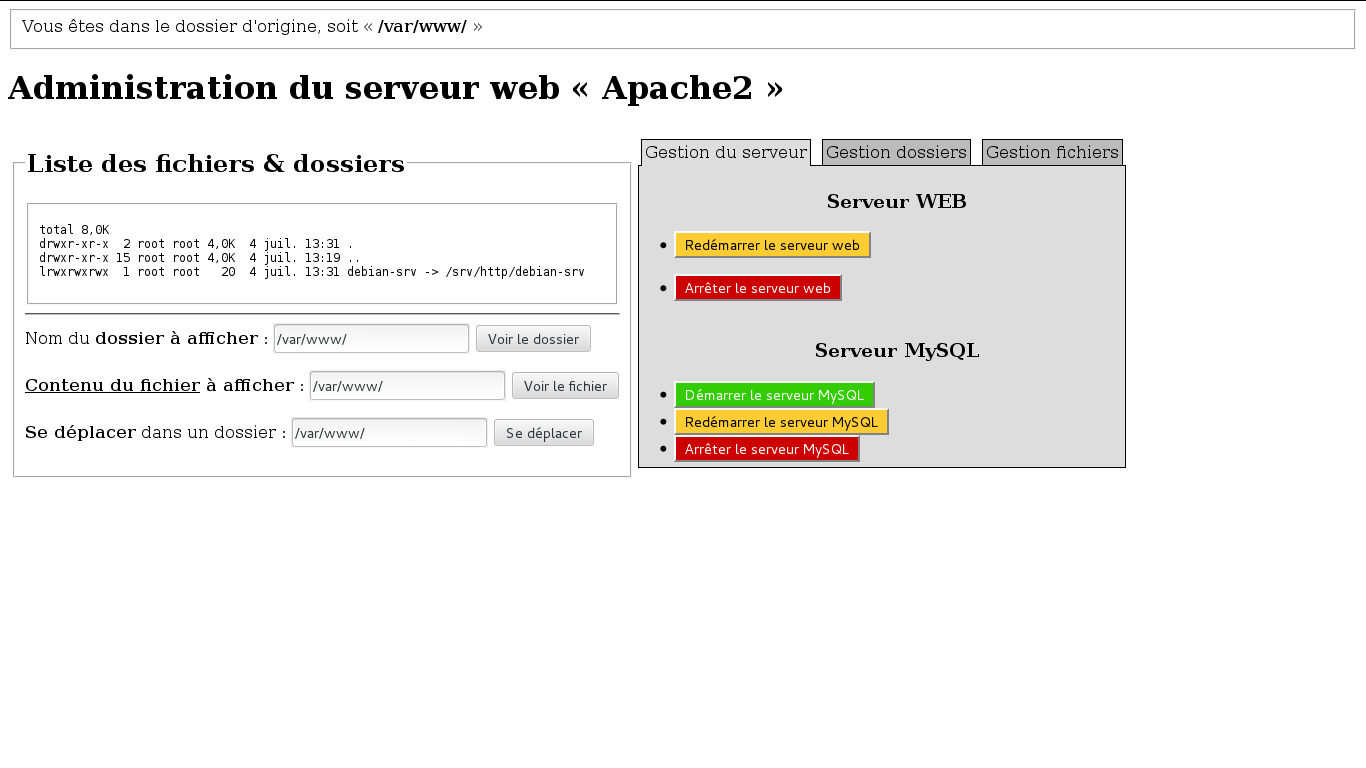 Vous êtes dans le dossier d'origine, soit « /var/www/ »
Administration du serveur web « Apache2 »
Liste des fichiers & dossiers
total 8,0K
drwxr-xr-x  2 root root 4,0K  4 juil. 13:31 .
drwxr-xr-x 15 root root 4,0K  4 juil. 13:19 ..
lrwxrwxrwx  1 root root   20  4 juil. 13:31 debian-srv -> /srv/http/debian-srv
Nom du dossier à afficher : /var/www/ Voir le dossier
Contenu du fichier à afficher : /var/www/ Voir le fichier
Se déplacer dans un dossier : /var/www/ Se déplacer
Gestion du serveur Gestion dossiers Gestion fichiers
Serveur WEB
• Redémarrer le serveur web
• Arrêter le serveur web
Serveur MySQL
• Démarrer le serveur MySQL
• Redémarrer le serveur MySQL
• Arrêter le serveur MySQL